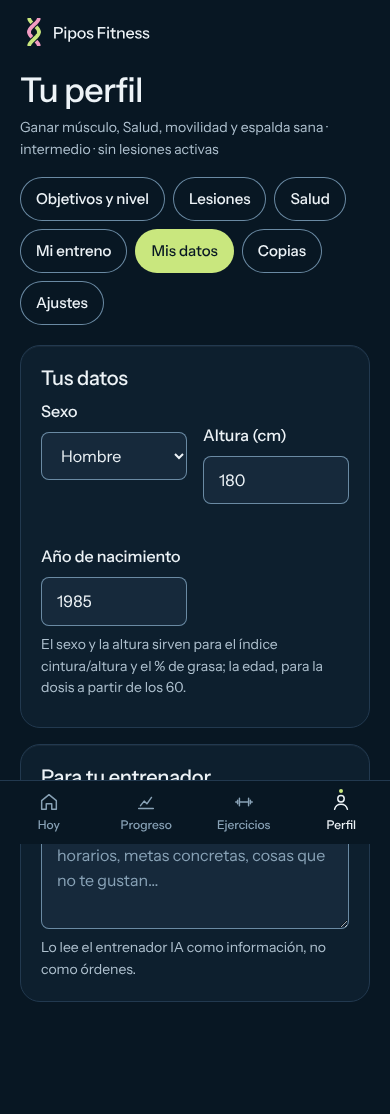 Pipos Fitness
Tu perfil
Ganar músculo, Salud, movilidad y espalda sana ·
intermedio · sin lesiones activas
Objetivos y nivel
Lesiones
Salud
Mi entreno
Mis datos
Copias
Ajustes
Tus datos
Sexo
Hombre
Altura (cm)
180
Año de nacimiento
1985
El sexo y la altura sirven para el índice
cintura/altura y el % de grasa; la edad, para la
dosis a partir de los 60.
Para tu entrenador
Hoy
Progreso
Ejercicios
Perfil
horarios, metas concretas, cosas que
no te gustan...
Lo lee el entrenador IA como información, no
como órdenes.